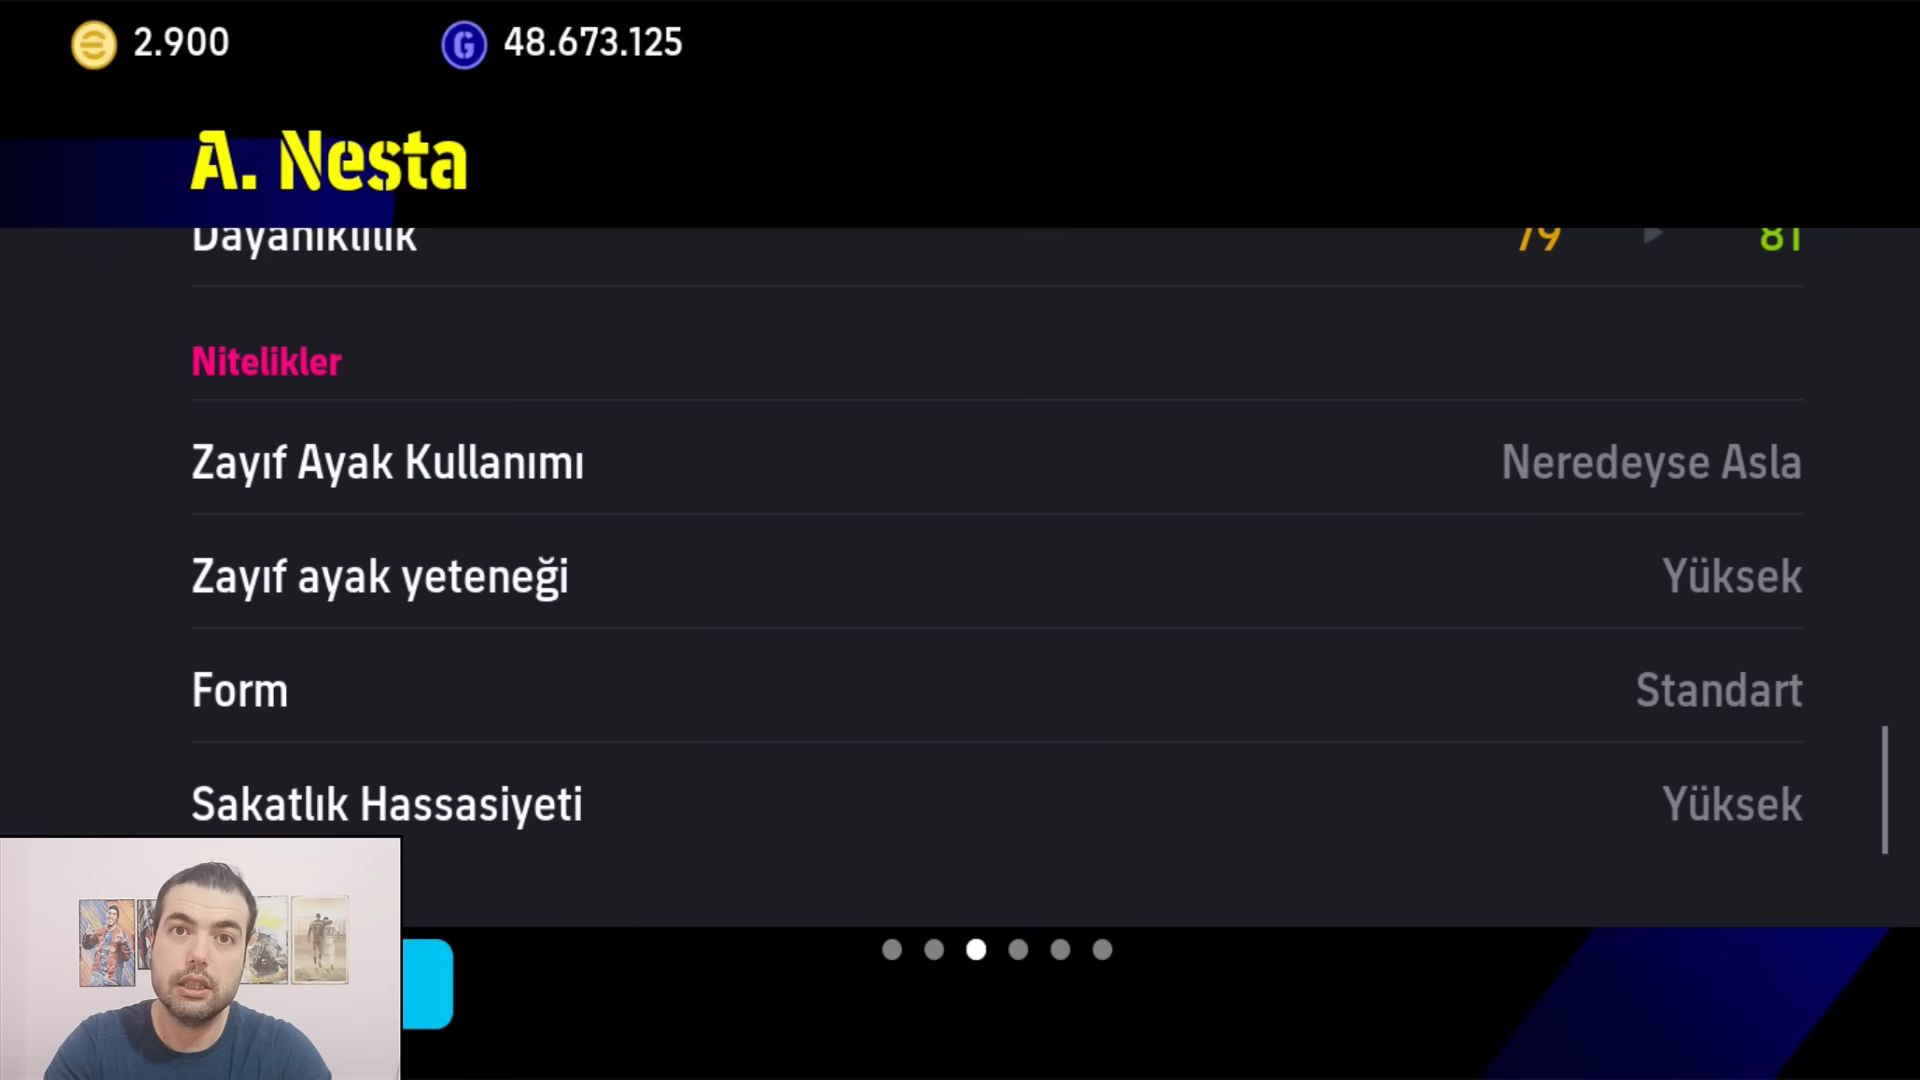 2.900
G 48.673.125
A. Nesta
Dayanıklılık 79 81
Nitelikler
Zayıf Ayak Kullanımı Neredeyse Asla
Zayıf ayak yeteneği Yüksek
Form Standart
Sakatlık Hassasiyeti Yüksek